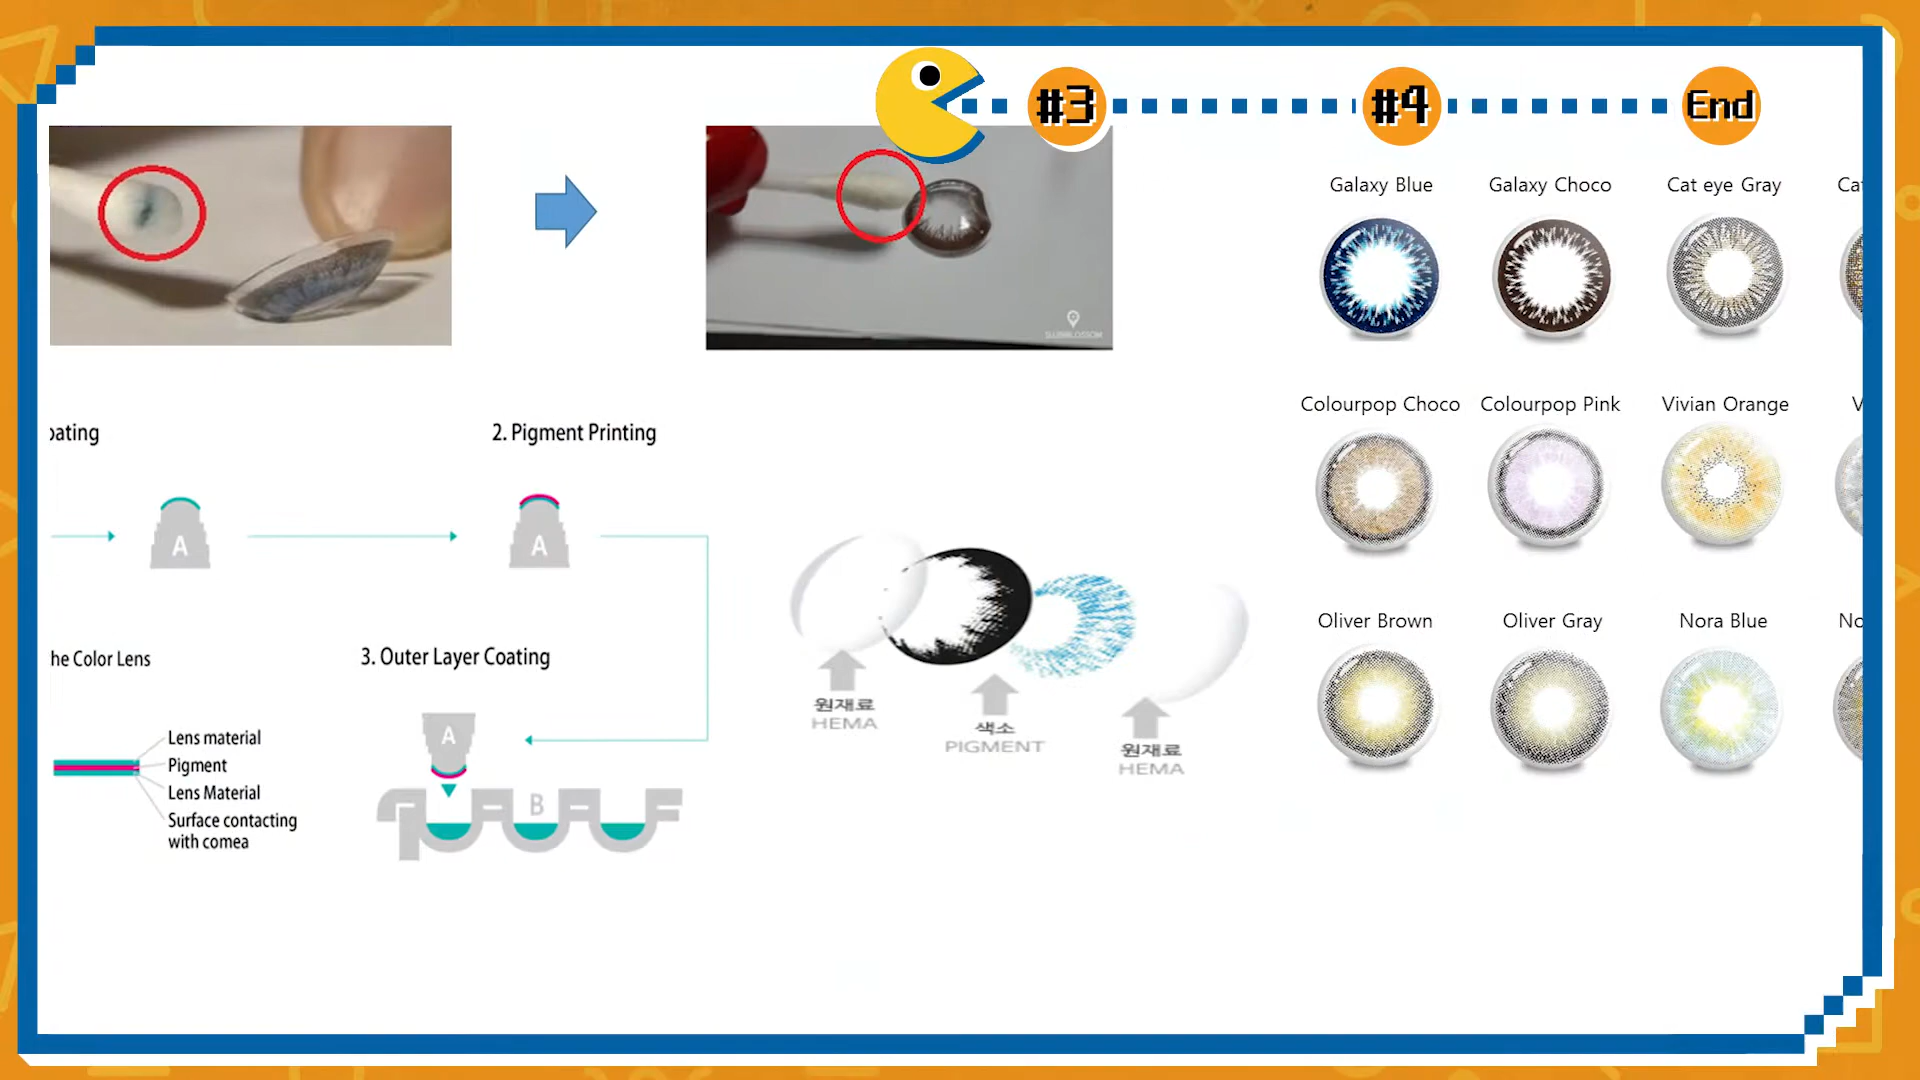 #3
#4
End
Galaxy Blue
Galaxy Choco
Cat eye Gray
Colourpop Choco
Colourpop Pink
Vivian Orange
Oliver Brown
Oliver Gray
Nora Blue
oating
2. Pigment Printing
A
A
he Color Lens
3. Outer Layer Coating
Lens material
Pigment
Lens Material
Surface contacting
with cornea
A
B
원재료
HEMA
색소
PIGMENT
원재료
HEMA